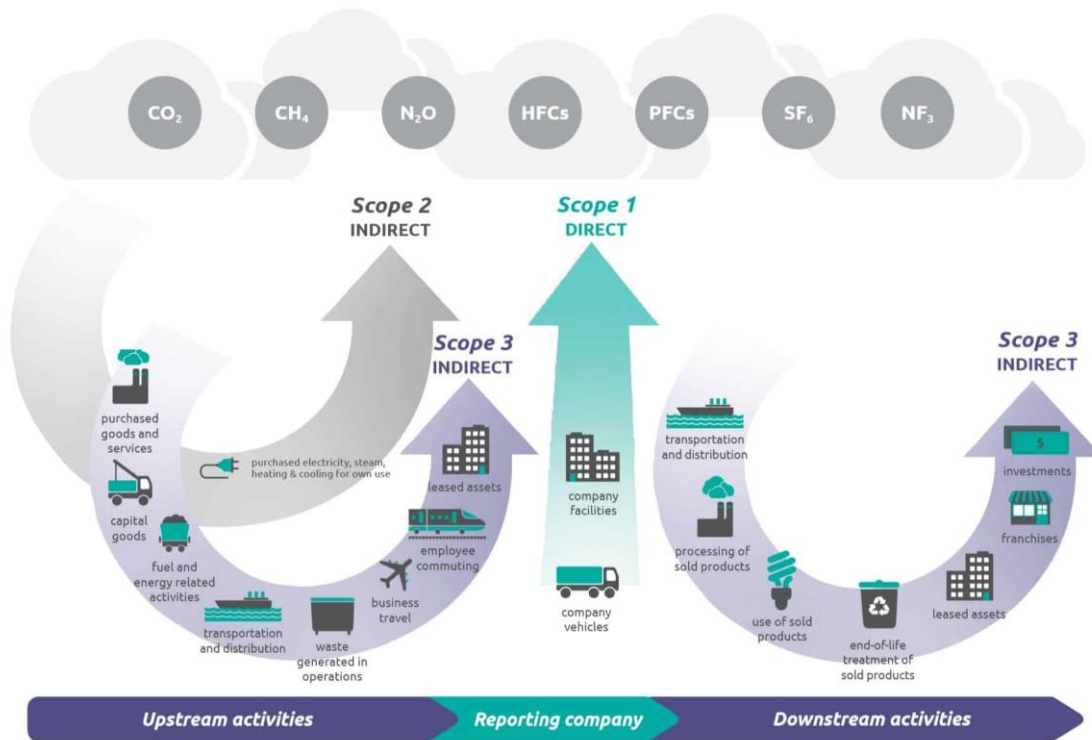 CO₂
CH₄
N₂O
HFCs
PFCs
SF₆
NF₃
Scope 2
INDIRECT
Scope 1
DIRECT
Scope 3
INDIRECT
Scope 3
INDIRECT
purchased
goods and
services
capital
goods
fuel and
energy related
activities
transportation
and distribution
waste
generated in
operations
business
travel
employee
commuting
leased assets
purchased electricity, steam,
heating & cooling for own use
company
facilities
company
vehicles
transportation
and distribution
processing of
sold products
use of sold
products
end-of-life
treatment of
sold products
leased assets
franchises
$
investments
Upstream activities
Reporting company
Downstream activities